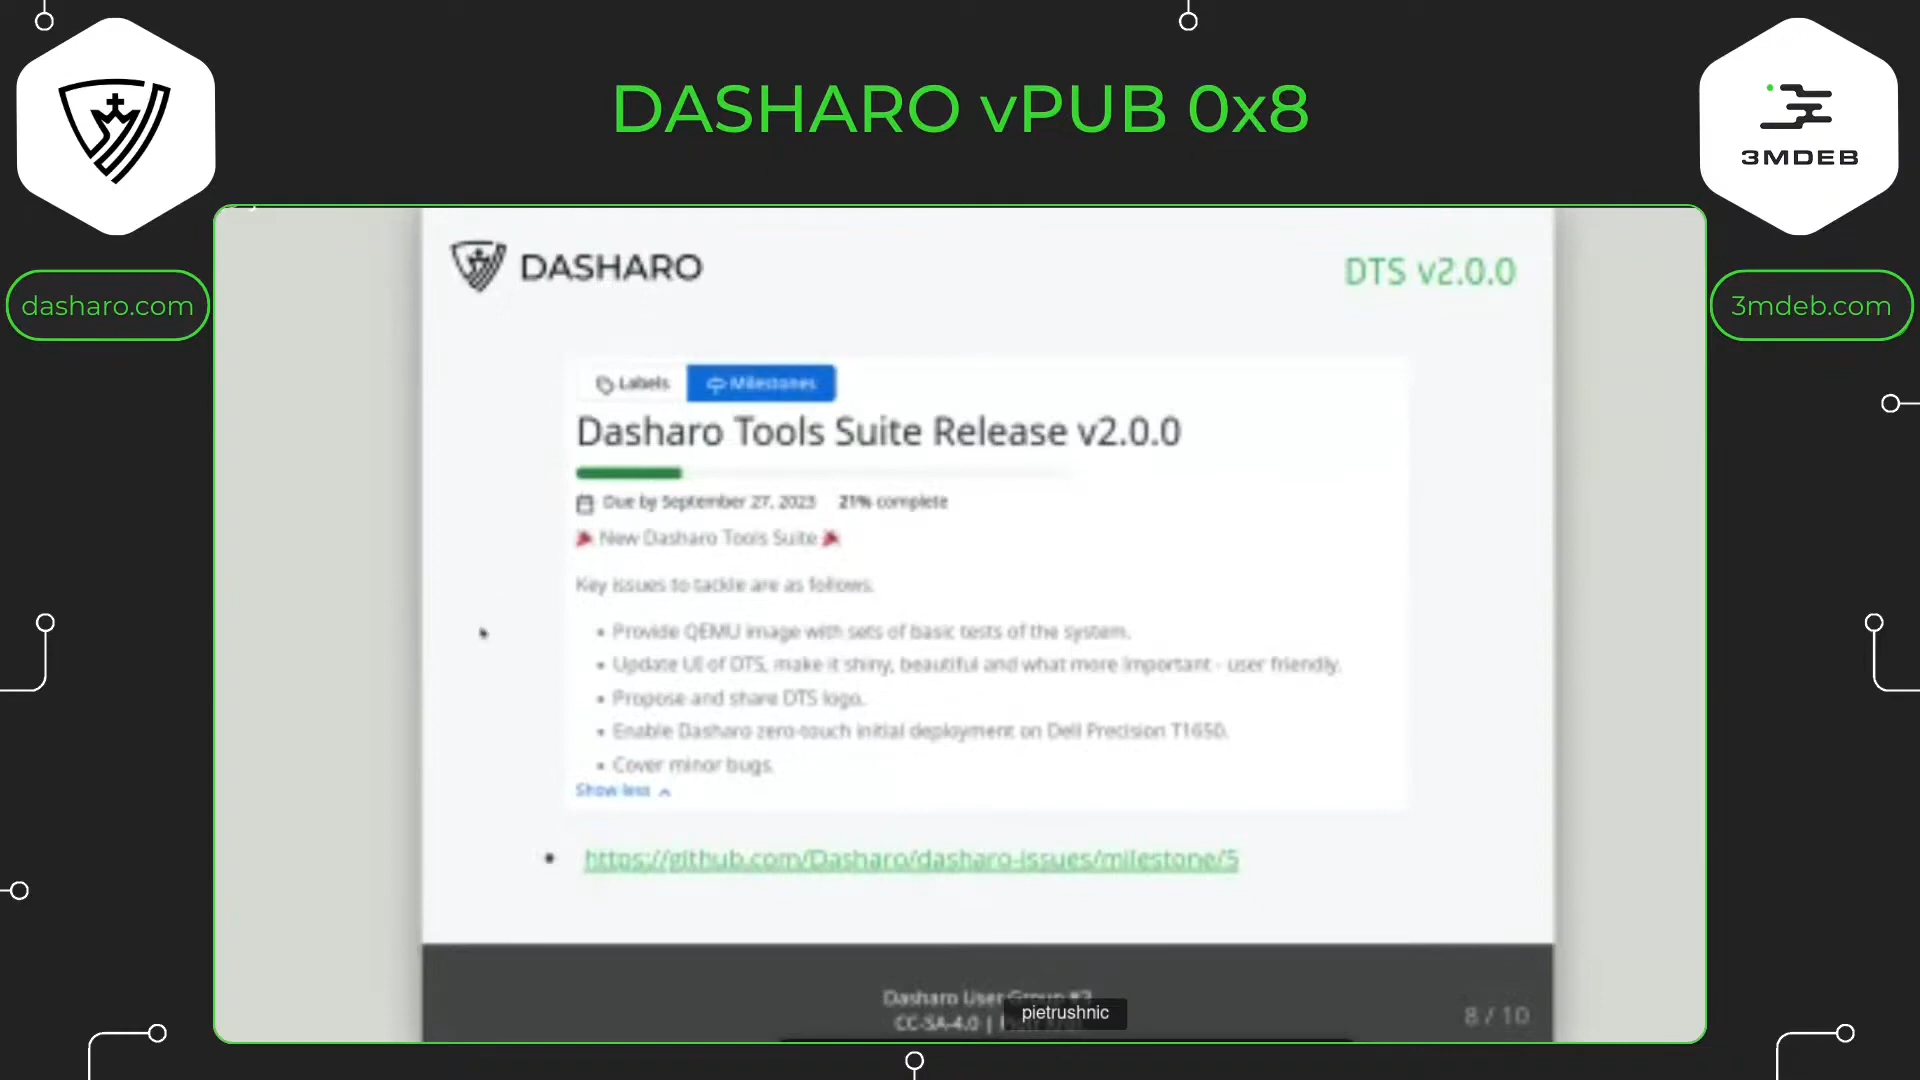 DASHARO vPUB 0x8
3MDEB
dasharo.com
3mdeb.com
DASHARO
DTS v2.0.0
Labels
Milestones
Dasharo Tools Suite Release v2.0.0
Due by September 27, 2023 21% complete
New Dasharo Tools Suite
Key issues to tackle are as follows.
• Provide QEMU image with sets of basic tests of the system.
• Update UI of DTS, make it shiny, beautiful and what more important - user friendly.
• Propose and share DTS logo.
• Enable Dasharo zero-touch initial deployment on Dell Precision T1650.
• Cover minor bugs.
Show less
• https://github.com/Dasharo/dasharo-issues/milestone/5
Dasharo User Group
CC-SA-4.0 |
pietrushnic
8 / 10